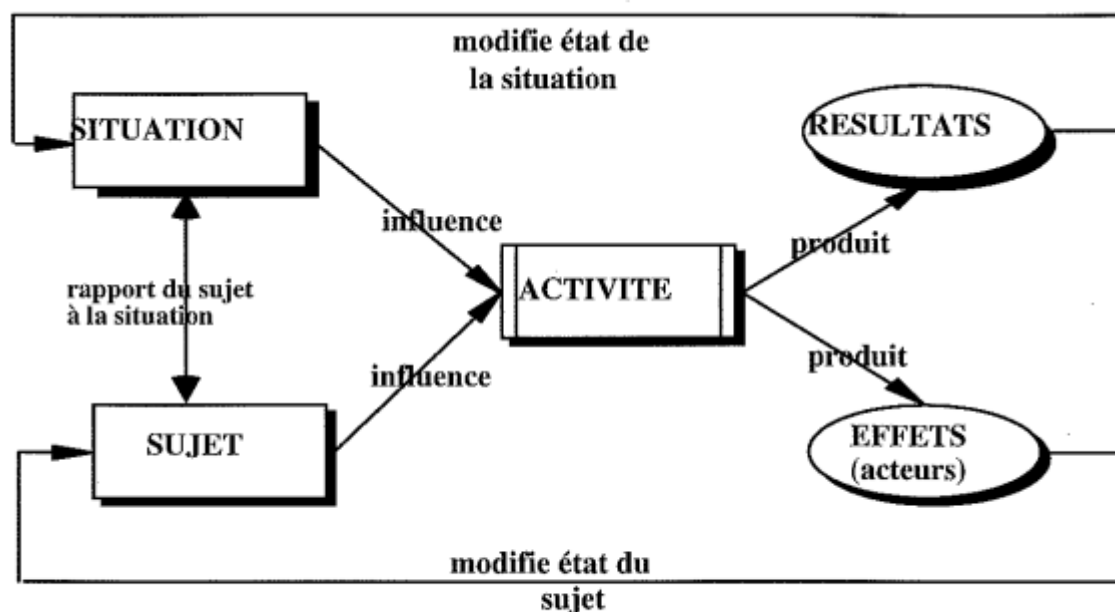 modifie état de
la situation
SITUATION
RESULTATS
influence
produit
rapport du sujet
à la situation
ACTIVITE
influence
produit
SUJET
EFFETS
(acteurs)
modifie état du
sujet